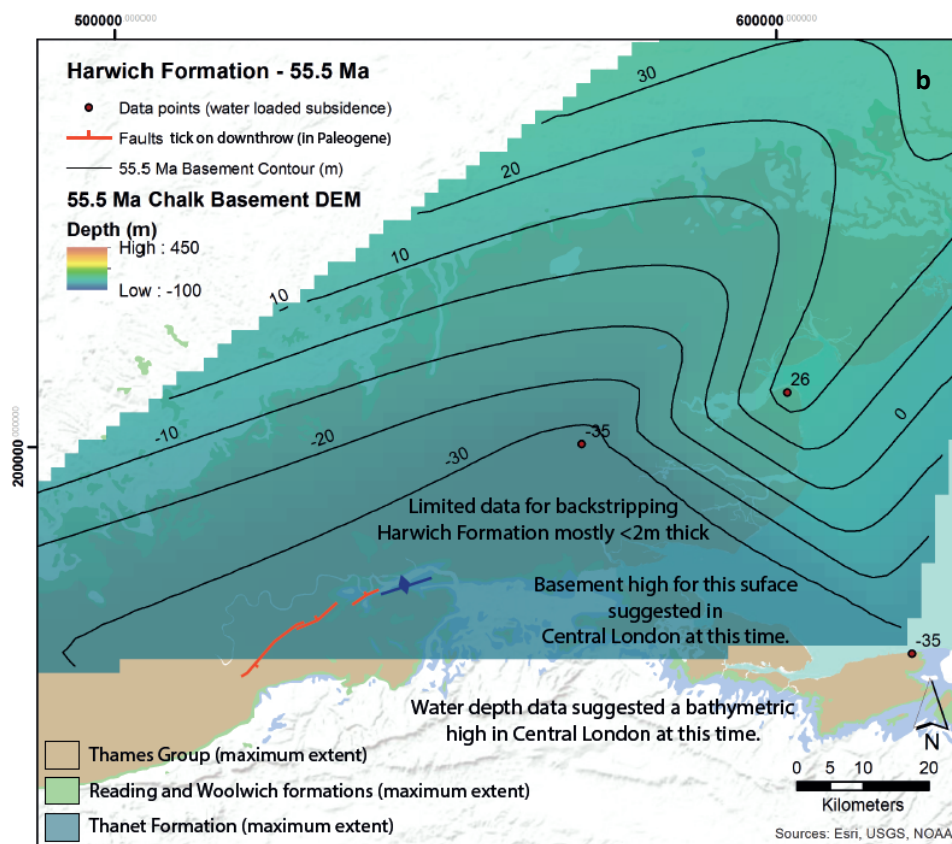 500000.000000
600000.000000
b
Harwich Formation - 55.5 Ma
Data points (water loaded subsidence)
Faults tick on downthrow (in Paleogene)
55.5 Ma Basement Contour (m)
55.5 Ma Chalk Basement DEM
Depth (m)
High : 450
Low : -100
30
20
10
10
-10
-20
-30
0
26
-35
200000.000000
Limited data for backstripping
Harwich Formation mostly <2m thick
Basement high for this suface
suggested in
Central London at this time.
-35
Water depth data suggested a bathymetric
high in Central London at this time.
N
Thames Group (maximum extent)
Reading and Woolwich formations (maximum extent)
Thanet Formation (maximum extent)
0 5 10 20
Kilometers
Sources: Esri, USGS, NOAA